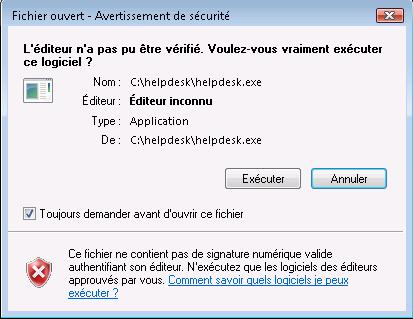 Fichier ouvert - Avertissement de sécurité
L'éditeur n'a pas pu être vérifié. Voulez-vous vraiment exécuter
ce logiciel ?
Nom : C:\helpdesk\helpdesk.exe
Éditeur : Éditeur inconnu
Type : Application
De : C:\helpdesk\helpdesk.exe
Exécuter Annuler
Toujours demander avant d'ouvrir ce fichier
Ce fichier ne contient pas de signature numérique valide
authentifiant son éditeur. N'exécutez que les logiciels des éditeurs
approuvés par vous. Comment savoir quels logiciels je peux
exécuter ?